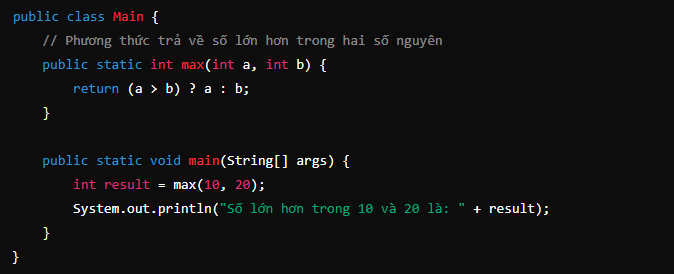 public class Main {
// Phương thức trả về số lớn hơn trong hai số nguyên
public static int max(int a, int b) {
return (a > b) ? a : b;
}
public static void main(String[] args) {
int result = max(10, 20);
System.out.println("Số lớn hơn trong 10 và 20 là: " + result);
}
}